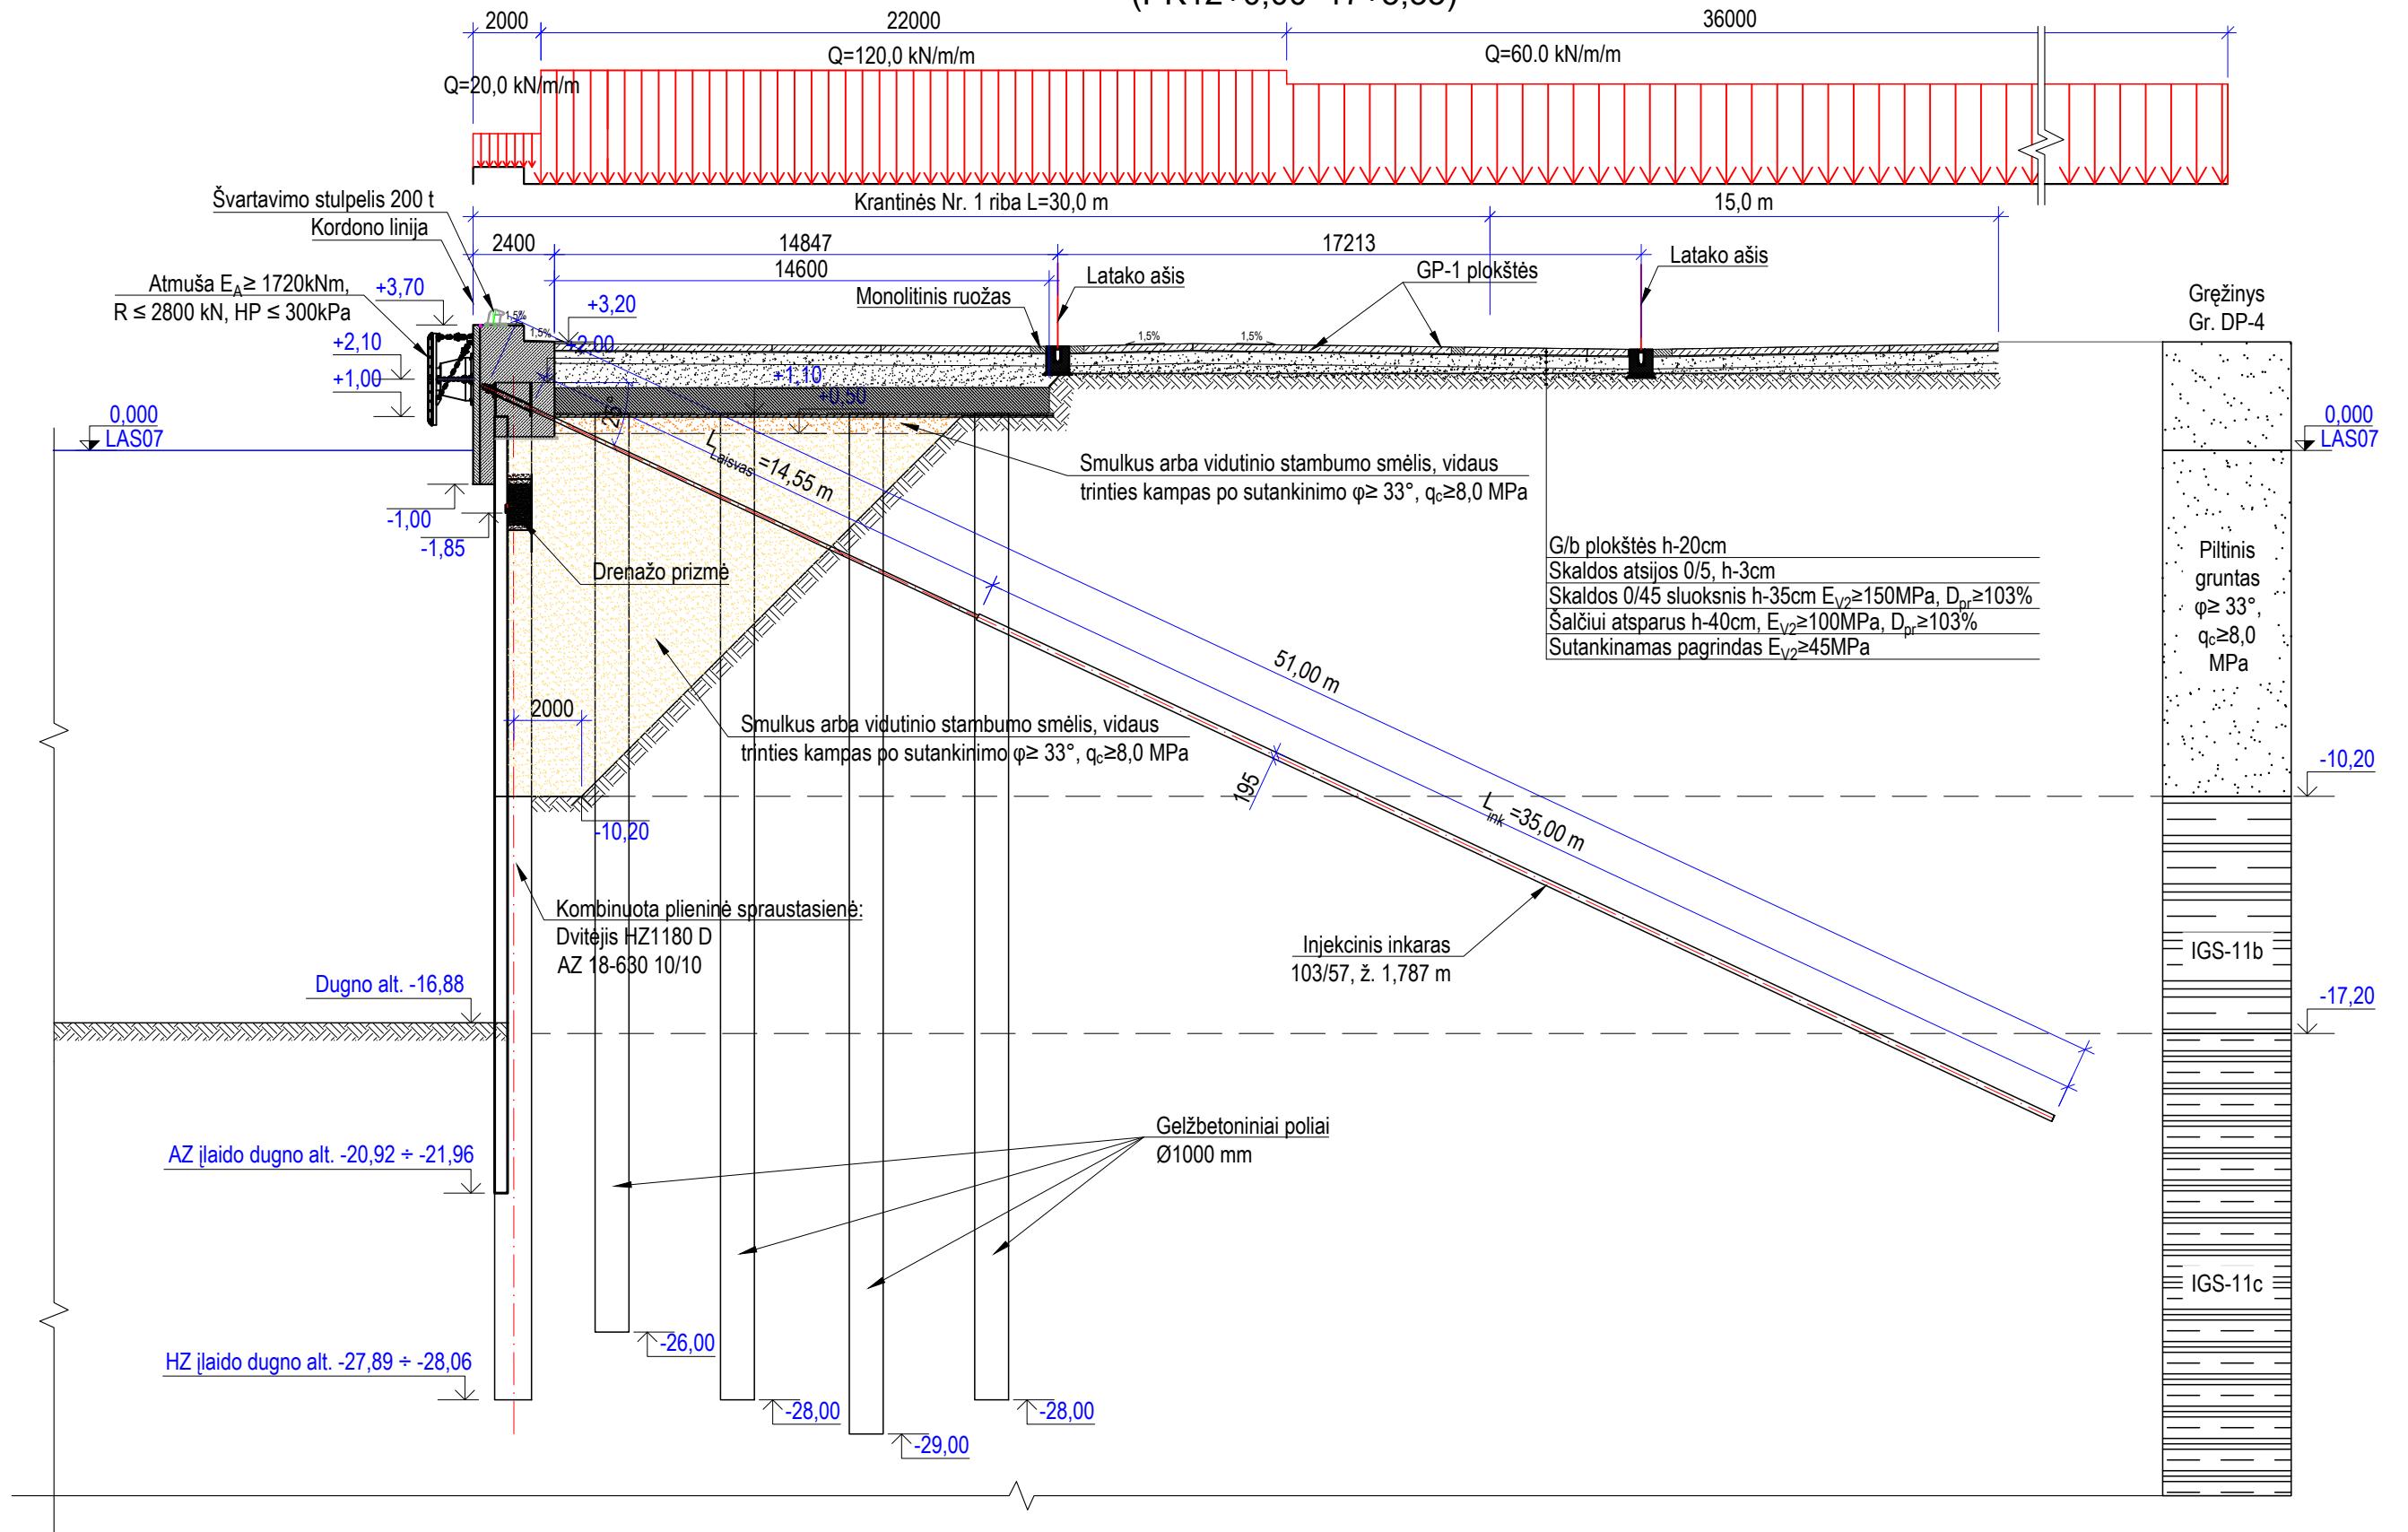 2000
22000
36000
Q=20,0 kN/m/m
Q=120,0 kN/m/m
Q=60.0 kN/m/m
Švartavimo stulpelis 200 t
Kordono linija
Krantinės Nr. 1 riba L=30,0 m
15,0 m
2400
14847
17213
14600
Atmuša EA≥ 1720kNm,
R ≤ 2800 kN, HP ≤ 300kPa
+3,70
+2,10
+1,00
0,000
LAS07
+3,20
+2,00
+1,10
+0,50
1,5%
1,5%
1,5%
1,5%
25°
Monolitinis ruožas
Latako ašis
GP-1 plokštės
Latako ašis
Gręžinys
Gr. DP-4
0,000
LAS07
LLaisvas =14,55 m
Smulkus arba vidutinio stambumo smėlis, vidaus
trinties kampas po sutankinimo φ≥ 33°, qc≥8,0 MPa
-1,00
-1,85
Drenažo prizmė
G/b plokštės h-20cm
Skaldos atsijos 0/5, h-3cm
Skaldos 0/45 sluoksnis h-35cm EV2≥150MPa, Dpr≥103%
Šalčiui atsparus h-40cm, EV2≥100MPa, Dpr≥103%
Sutankinamas pagrindas EV2≥45MPa
Piltinis
gruntas
φ≥ 33°,
qc≥8,0
MPa
51,00 m
2000
Smulkus arba vidutinio stambumo smėlis, vidaus
trinties kampas po sutankinimo φ≥ 33°, qc≥8,0 MPa
195
-10,20
-10,20
Link =35,00 m
Kombinuota plieninė spraustasienė:
Dvitėjis HZ1180 D
AZ 18-630 10/10
Injekcinis inkaras
103/57, ž. 1,787 m
IGS-11b
Dugno alt. -16,88
-17,20
Gelžbetoniniai poliai
Ø1000 mm
AZ įlaido dugno alt. -20,92 ÷ -21,96
IGS-11c
HZ įlaido dugno alt. -27,89 ÷ -28,06
-26,00
-28,00
-29,00
-28,00